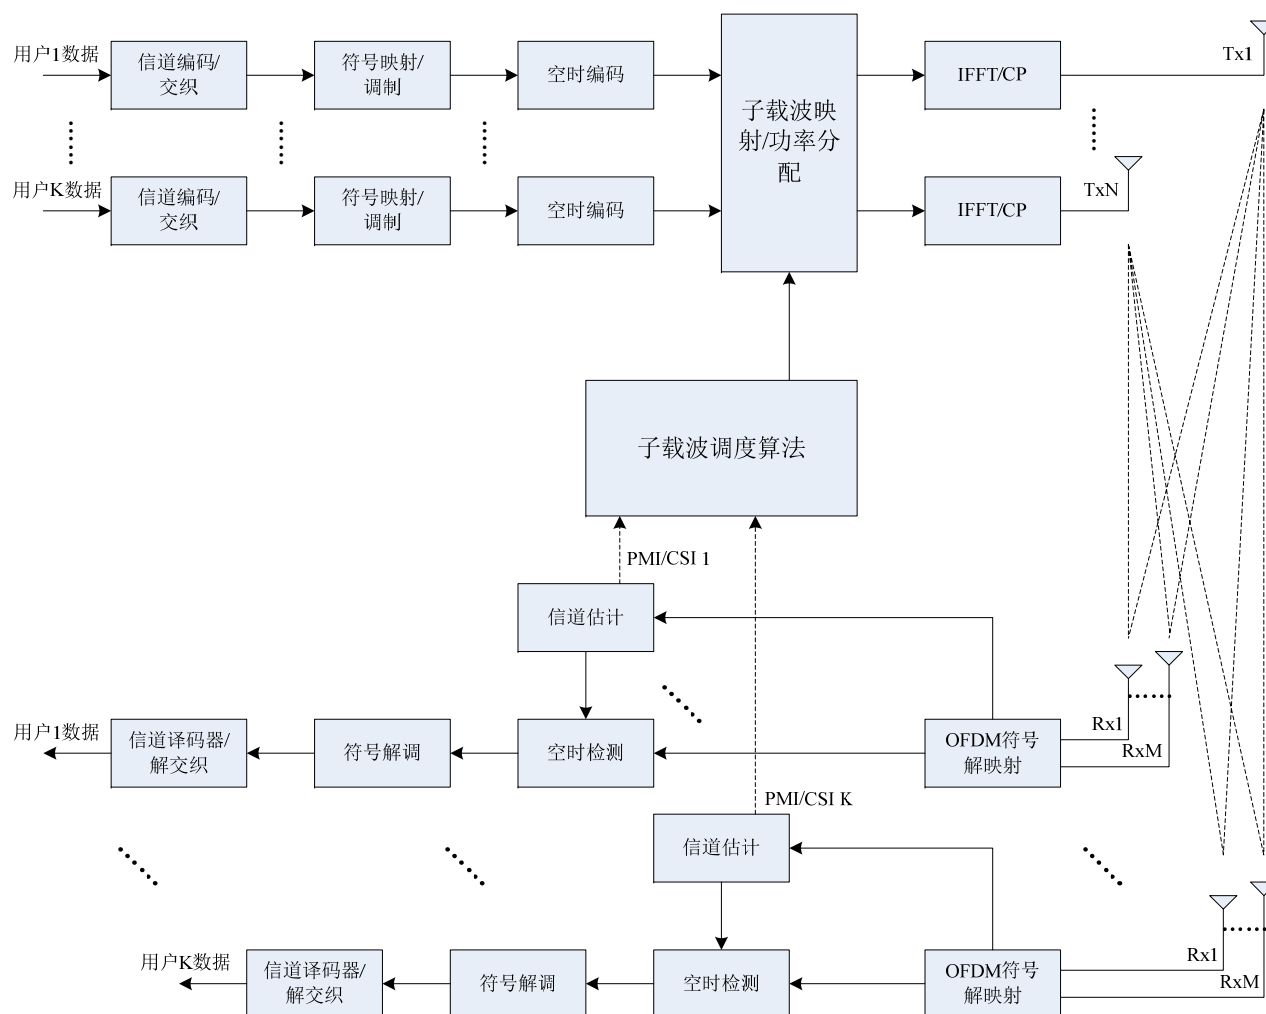 用户1数据
信道编码/
交织
符号映射/
调制
空时编码
子载波映
射/功率分
配
IFFT/CP
Tx1
用户K数据
信道编码/
交织
符号映射/
调制
空时编码
IFFT/CP
TxN
子载波调度算法
PMI/CSI 1
信道估计
用户1数据
信道译码器/
解交织
符号解调
空时检测
OFDM符号
解映射
Rx1
RxM
PMI/CSI K
信道估计
用户K数据
信道译码器/
解交织
符号解调
空时检测
OFDM符号
解映射
Rx1
RxM